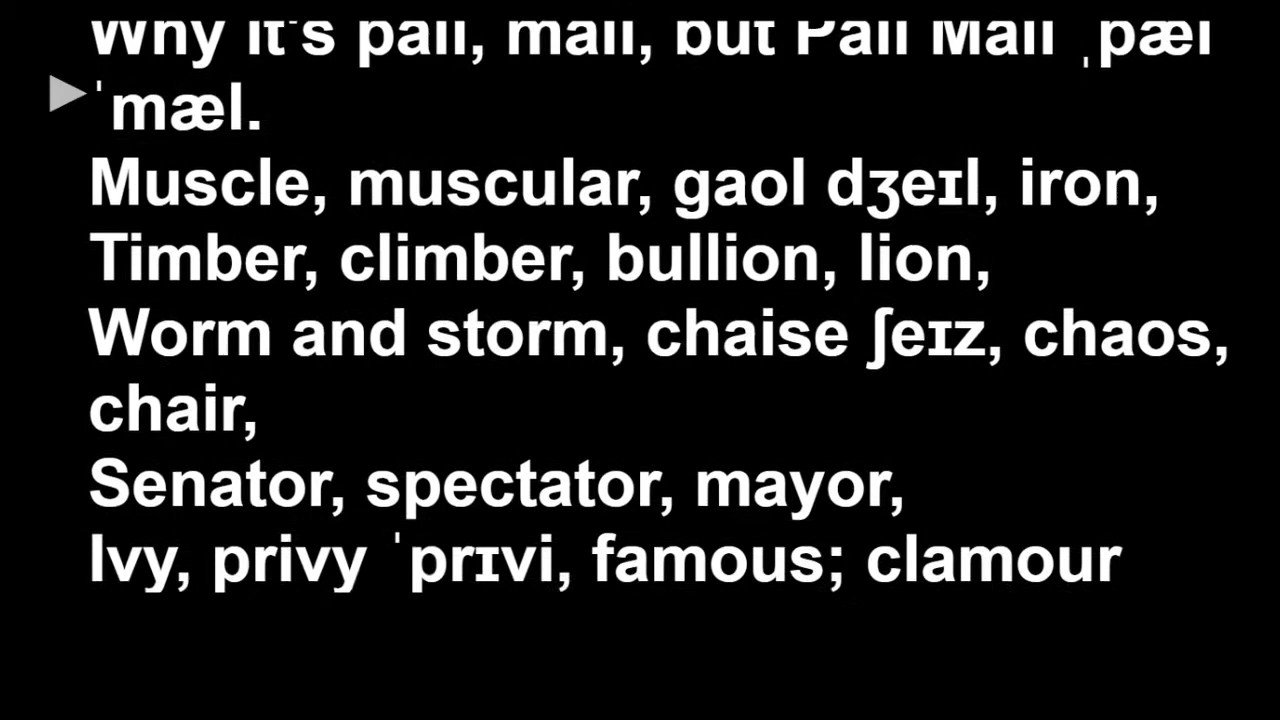 Why it's pall, mall, but Pall Mall ˌpæl
ˈmæl.
Muscle, muscular, gaol dʒeɪl, iron,
Timber, climber, bullion, lion,
Worm and storm, chaise ʃeɪz, chaos,
chair,
Senator, spectator, mayor,
Ivy, privy ˈprɪvi, famous; clamour